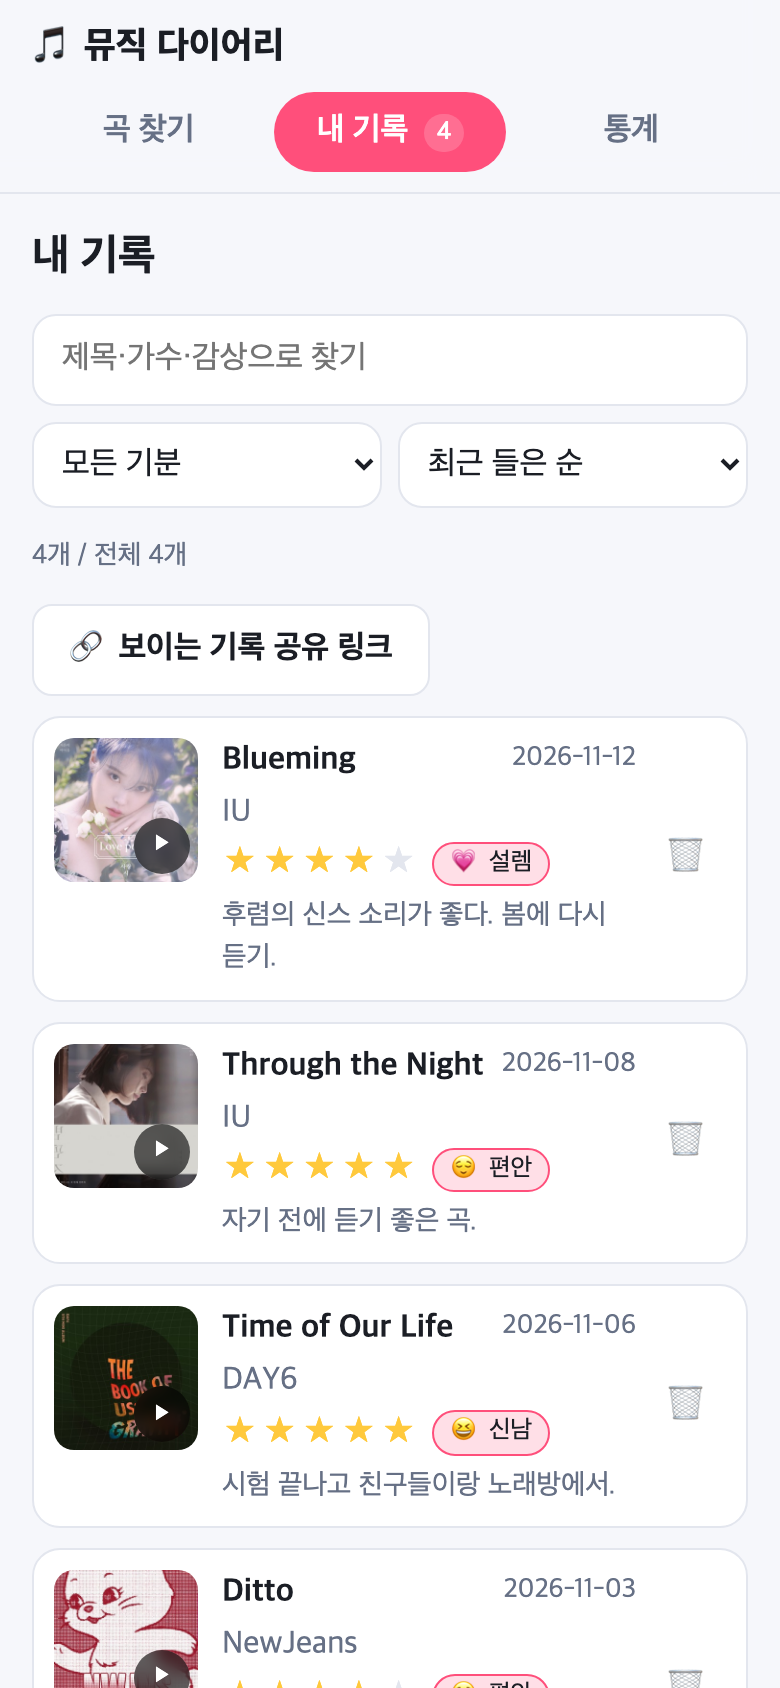 🎵 뮤직 다이어리
곡 찾기
내 기록 4
통계
내 기록
제목·가수·감상으로 찾기
모든 기분
최근 들은 순
4개 / 전체 4개
🔗 보이는 기록 공유 링크
Blueming
2026-11-12
IU
★★★★★ 💗 설렘
후렴의 신스 소리가 좋다. 봄에 다시
듣기.
Through the Night
2026-11-08
IU
★★★★★ 😌 편안
자기 전에 듣기 좋은 곡.
Time of Our Life
2026-11-06
DAY6
★★★★★ 😆 신남
시험 끝나고 친구들이랑 노래방에서.
THE
BOOK OF
US
Ditto
2026-11-03
NewJeans
편안